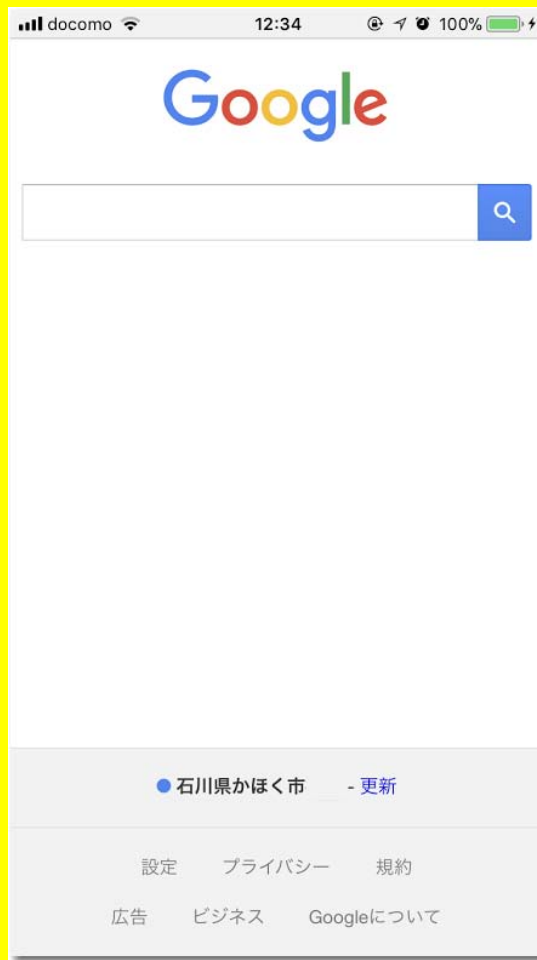 docomo 12:34 100%
Google
石川県かほく市 - 更新
設定 プライバシー 規約
広告 ビジネス Googleについて